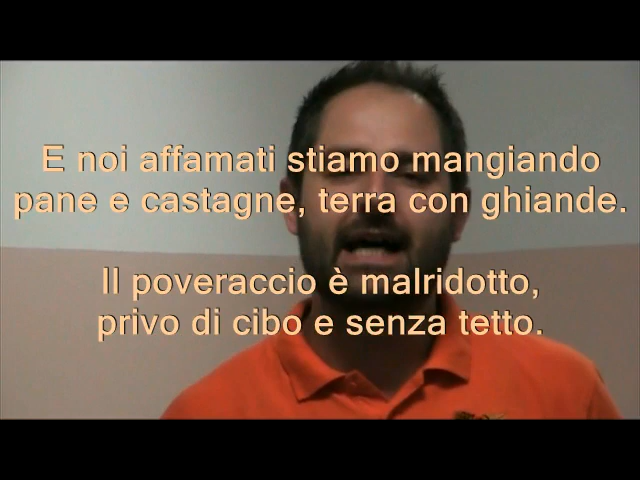 E noi affamati stiamo mangiando
pane e castagne, terra con ghiande.
Il poveraccio è malridotto,
privo di cibo e senza tetto.